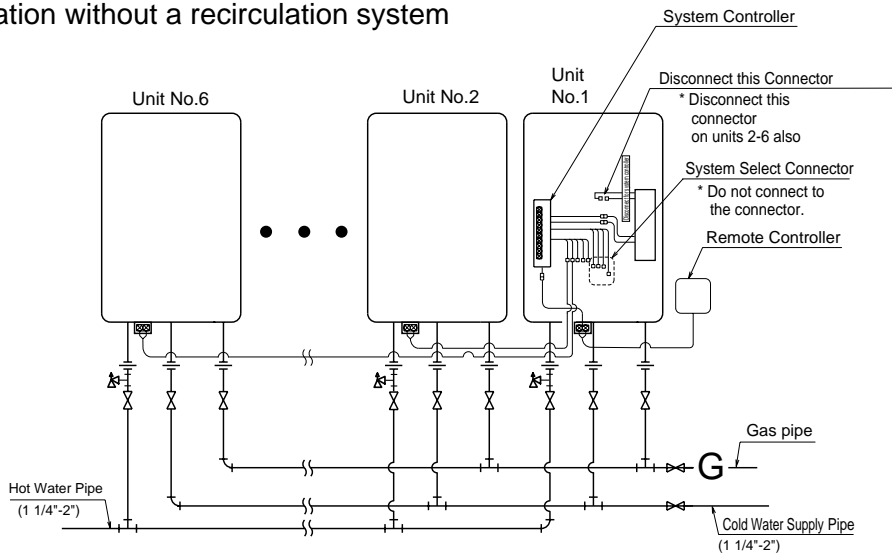 ation without a recirculation system
System Controller
Unit No.6
Unit No.2
Unit
No.1
Disconnect this Connector
* Disconnect this
connector
on units 2-6 also
System Select Connector
* Do not connect to
the connector.
Remote Controller
Gas pipe
G
Hot Water Pipe
(1 1/4"-2")
Cold Water Supply Pipe
(1 1/4"-2")